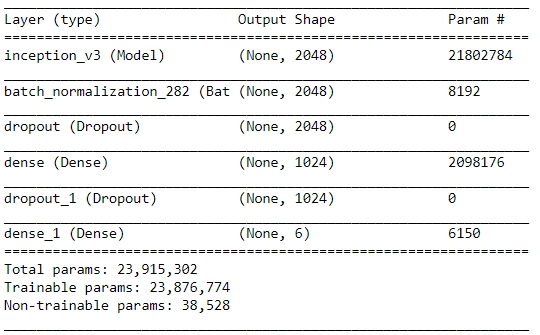 Layer (type) Output Shape Param #
inception_v3 (Model) (None, 2048) 21802784
batch_normalization_282 (Bat (None, 2048) 8192
dropout (Dropout) (None, 2048) 0
dense (Dense) (None, 1024) 2098176
dropout_1 (Dropout) (None, 1024) 0
dense_1 (Dense) (None, 6) 6150
Total params: 23,915,302
Trainable params: 23,876,774
Non-trainable params: 38,528